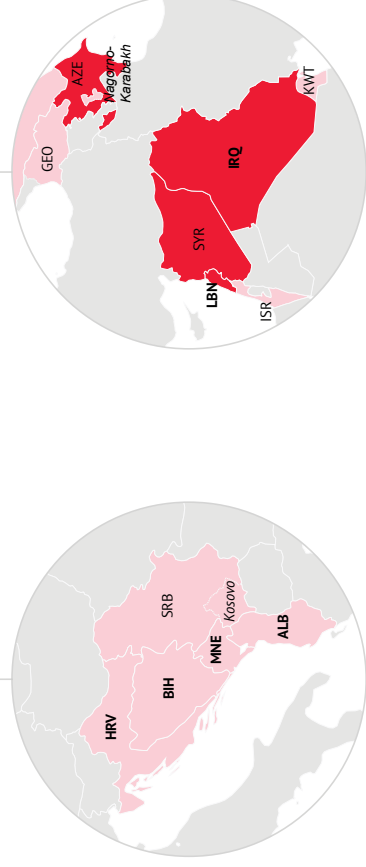 GEO
AZE
Nagorno-
Karabakh
SYR
IRQ
KWT
LBN
ISR
HRV
BIH
SRB
MNE
Kosovo
ALB